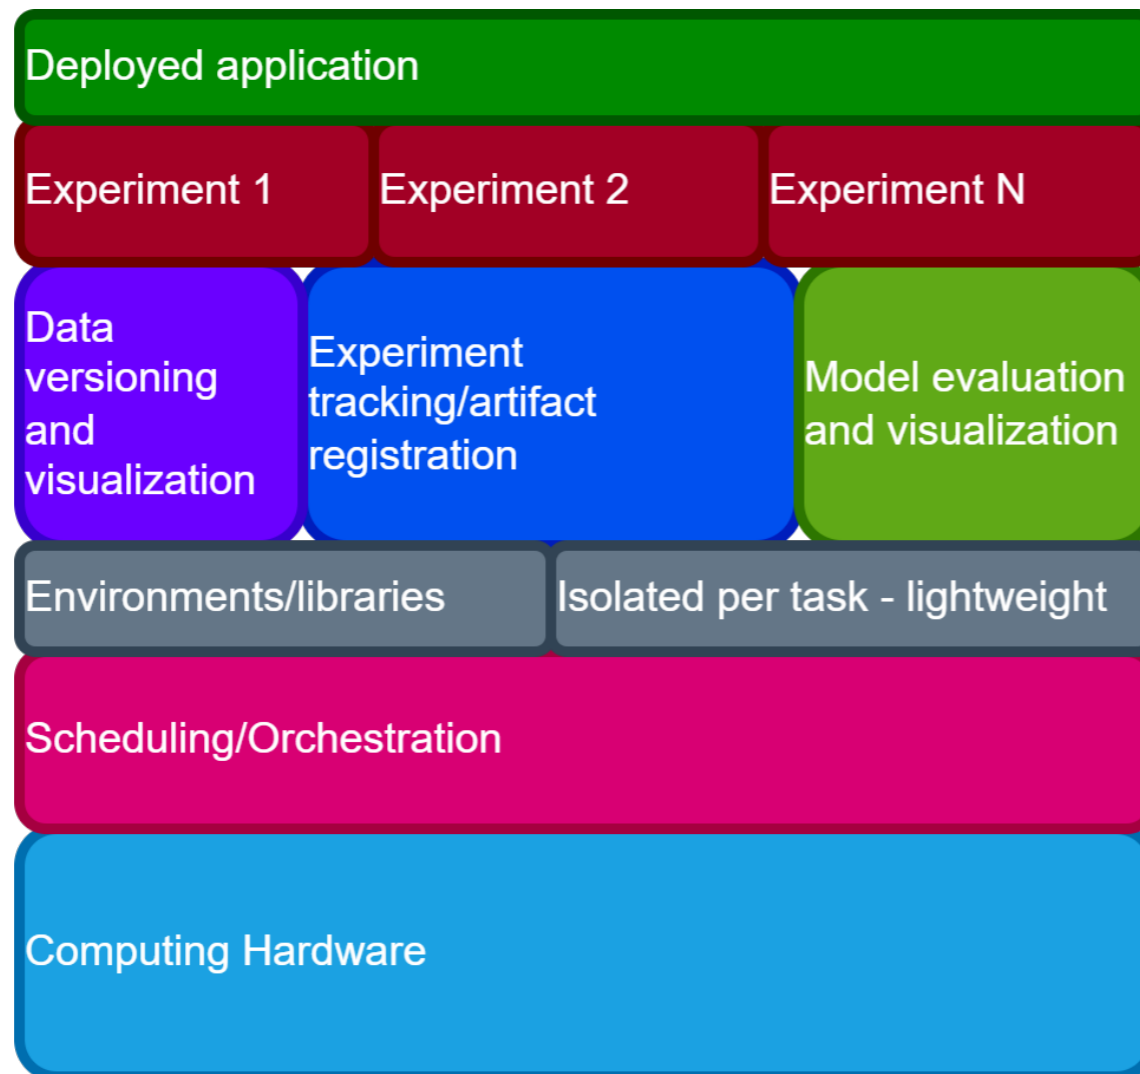 Deployed application
Experiment 1
Experiment 2
Experiment N
Data
versioning
and
visualization
Experiment
tracking/artifact
registration
Model evaluation
and visualization
Environments/libraries
Isolated per task - lightweight
Scheduling/Orchestration
Computing Hardware